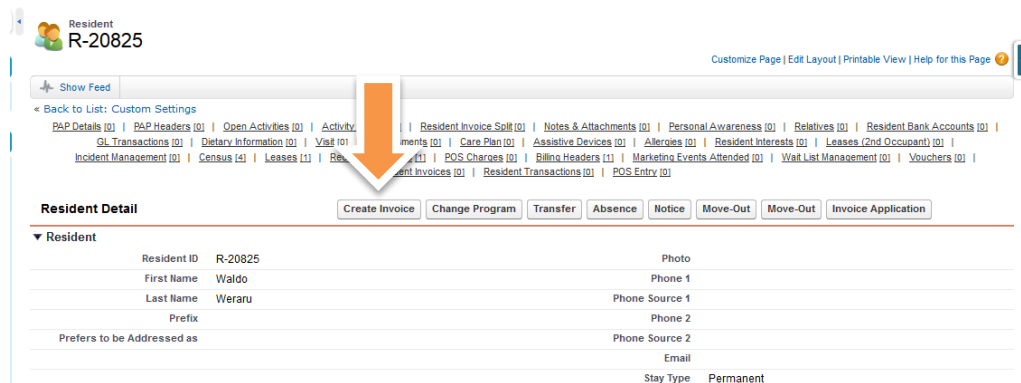 Resident
R-20825
Customize Page | Edit Layout | Printable View | Help for this Page ?
Show Feed
« Back to List: Custom Settings
PAP Details [0] | PAP Headers [0] | Open Activities [0] | Activity | Resident Invoice Split [0] | Notes & Attachments [0] | Personal Awareness [0] | Relatives [0] | Resident Bank Accounts [0] |
GL Transactions [0] | Dietary Information [0] | Visit [0] | Care Plan [0] | Assistive Devices [0] | Allergies [0] | Resident Interests [0] | Leases (2nd Occupant) [0] |
Incident Management [0] | Census [4] | Leases [1] | [1] | POS Charges [0] | Billing Headers [1] | Marketing Events Attended [0] | Wait List Management [0] | Vouchers [0] |
Invoices [0] | Resident Transactions [0] | POS Entry [0]
Resident Detail Create Invoice Change Program Transfer Absence Notice Move-Out Move-Out Invoice Application
Resident
Resident ID R-20825 Photo
First Name Waldo Phone 1
Last Name Weraru Phone Source 1
Prefix Phone 2
Prefers to be Addressed as Phone Source 2
Email
Stay Type Permanent